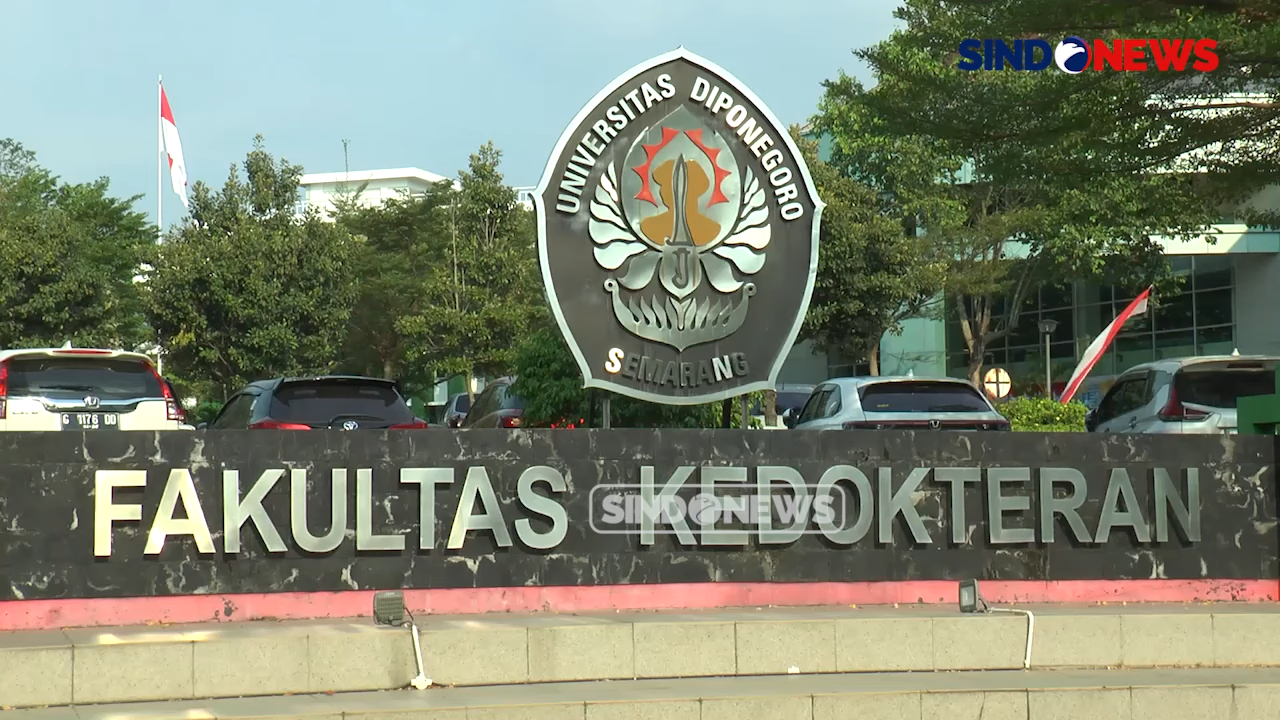 SINDONEWS
UNIVERSITAS DIPONEGORO
SEMARANG
G 1176 DD
FAKULTAS KEDOKTERAN
SINDONEWS